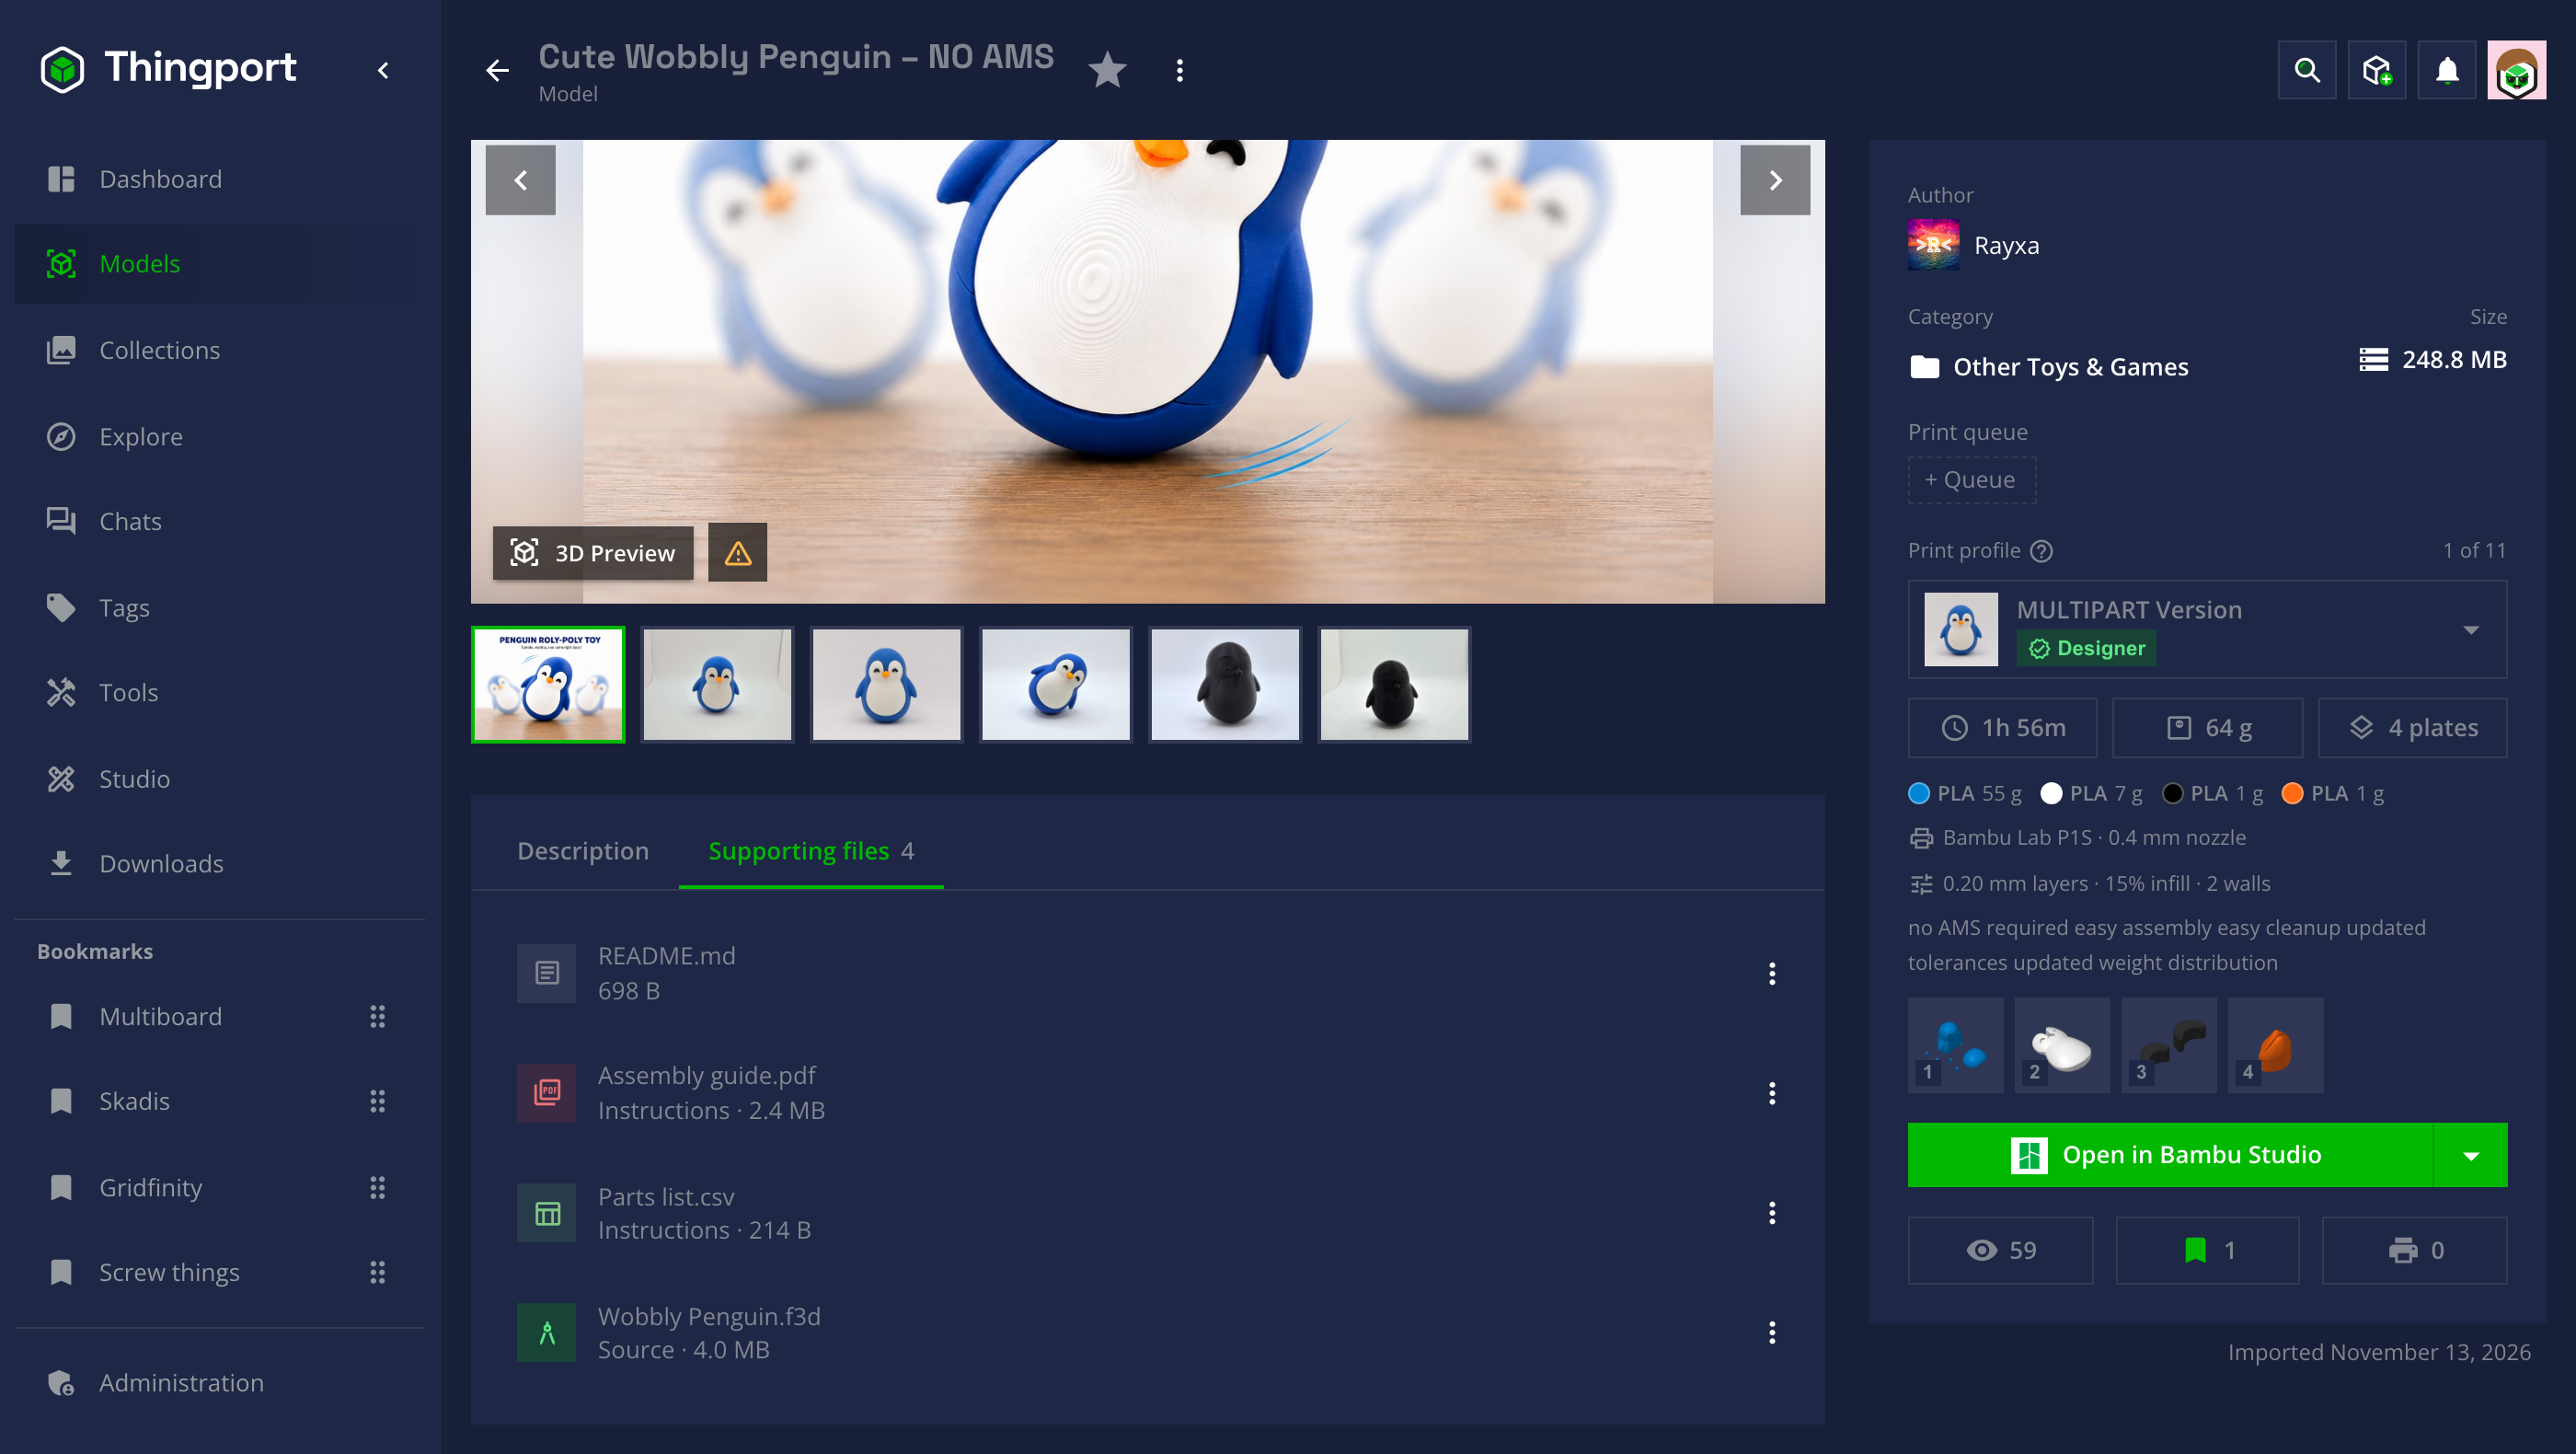 Thingport
Dashboard
Models
Collections
Explore
Chats
Tags
Tools
Studio
Downloads
Bookmarks
Multiboard
Skadis
Gridfinity
Screw things
Administration
Cute Wobbly Penguin – NO AMS
Model
3D Preview
PENGUIN ROLY-POLY TOY
Description
Supporting files 4
README.md
698 B
PDF
Assembly guide.pdf
Instructions · 2.4 MB
Parts list.csv
Instructions · 214 B
Wobbly Penguin.f3d
Source · 4.0 MB
Author
>R<
Rayxa
Category
Size
Other Toys & Games
248.8 MB
Print queue
+ Queue
Print profile
1 of 11
MULTIPART Version
Designer
1h 56m
64 g
4 plates
PLA 55 g PLA 7 g PLA 1 g PLA 1 g
Bambu Lab P1S · 0.4 mm nozzle
0.20 mm layers · 15% infill · 2 walls
no AMS required easy assembly easy cleanup updated
tolerances updated weight distribution
1 2 3 4
Open in Bambu Studio
59
1
0
Imported November 13, 2026